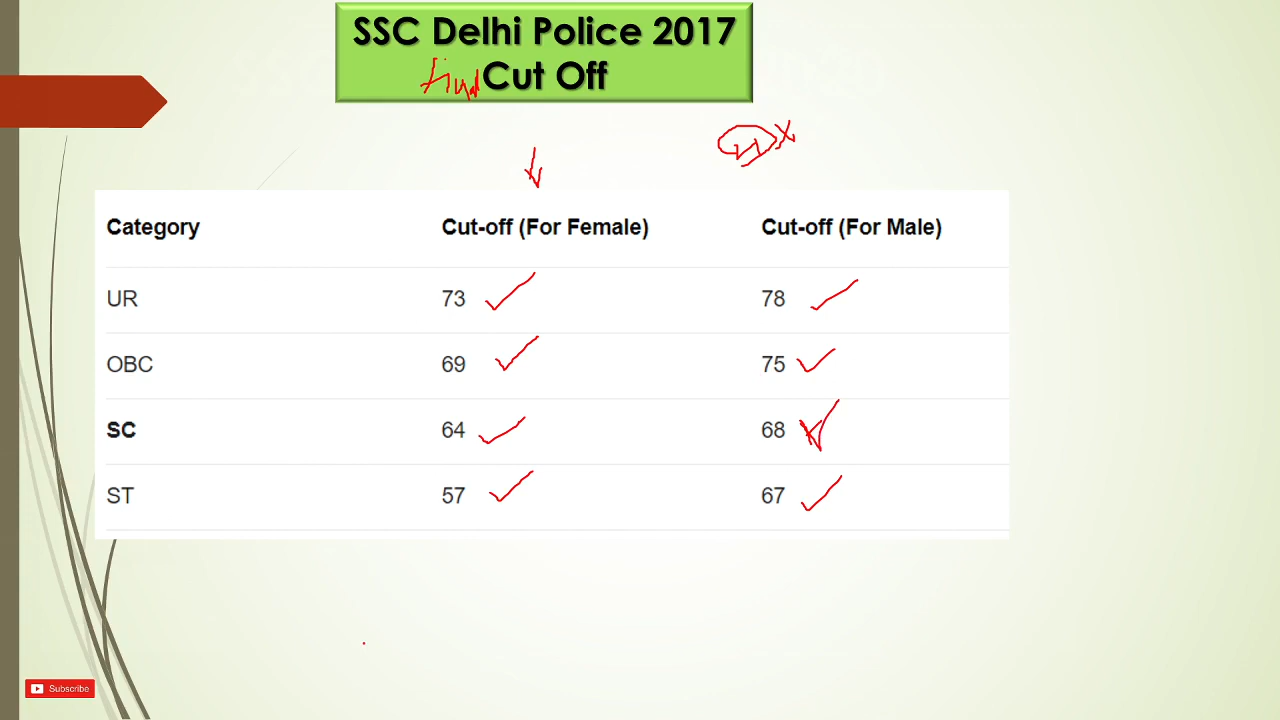 SSC Delhi Police 2017
final Cut Off
Category Cut-off (For Female) Cut-off (For Male)
UR 73 78
OBC 69 75
SC 64 68
ST 57 67
Subscribe